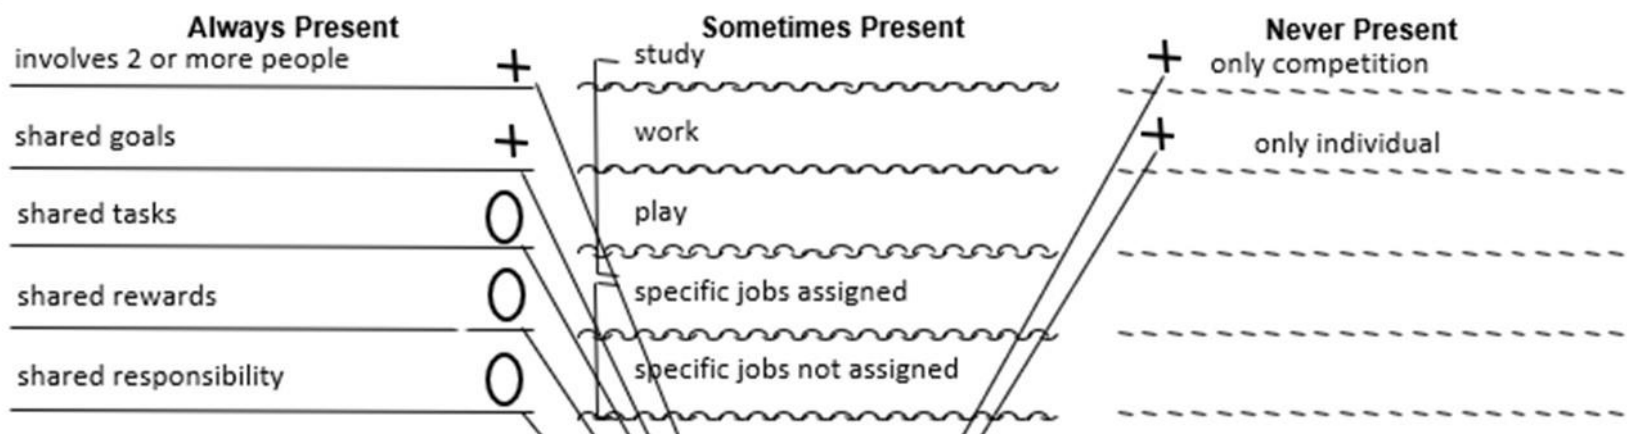 Always Present
involves 2 or more people +
shared goals +
shared tasks O
shared rewards O
shared responsibility O
Sometimes Present
study
work
play
specific jobs assigned
specific jobs not assigned
Never Present
+ only competition
+ only individual